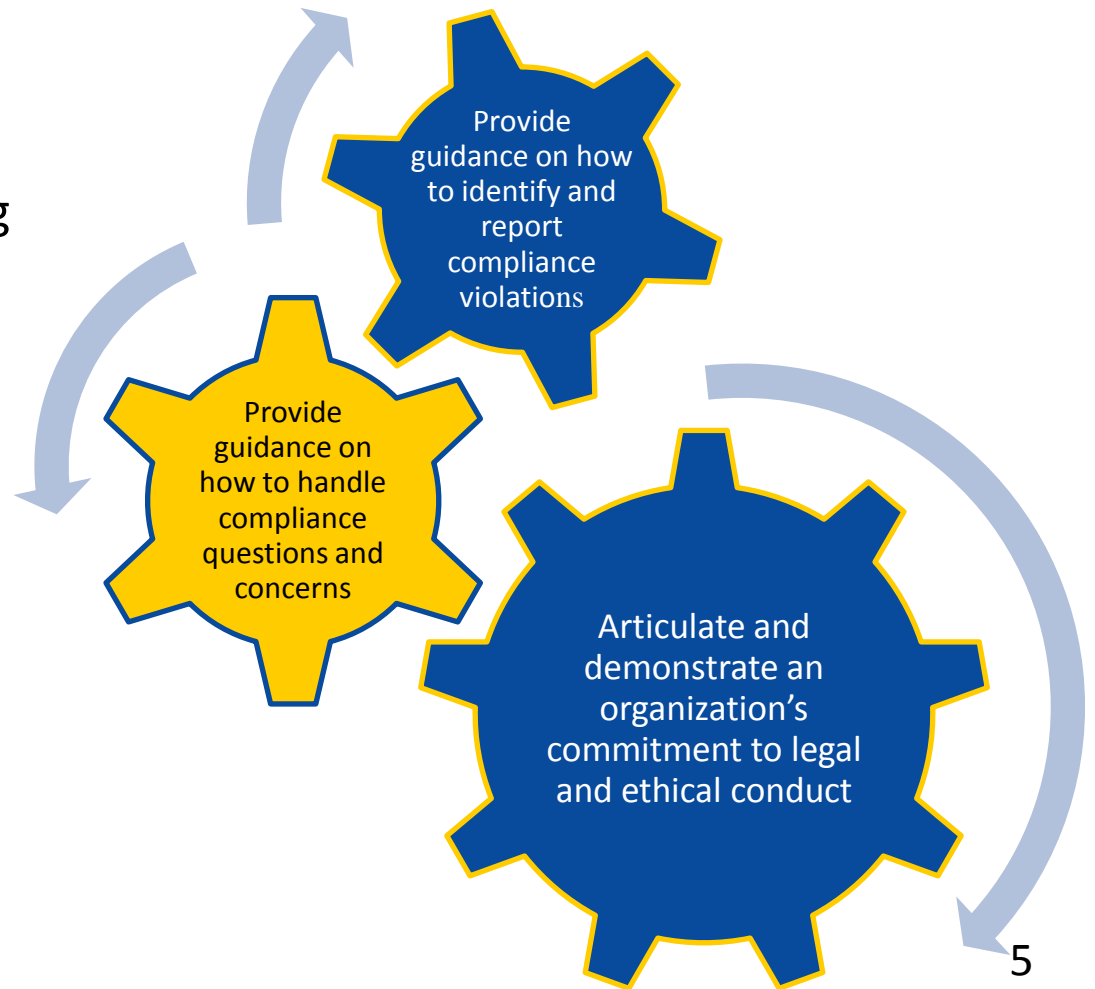 Provide
guidance on how
to identify and
report
compliance
violations
g
Provide
guidance on
how to handle
compliance
questions and
concerns
Articulate and
demonstrate an
organization’s
commitment to legal
and ethical conduct
5